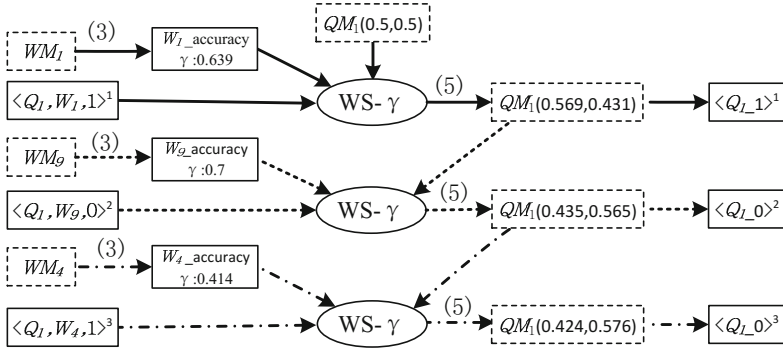 QM₁(0.5,0.5)
WM₁ (3) W₁_accuracy
γ :0.639
<Q₁,W₁,1>¹ WS- γ (5) QM₁(0.569,0.431) <Q₁_1>¹
WM₉ (3) W₉_accuracy
γ :0.7
<Q₁,W₉,0>² WS- γ (5) QM₁(0.435,0.565) <Q₁_0>²
WM₄ (3) W₄_accuracy
γ :0.414
<Q₁,W₄,1>³ WS- γ (5) QM₁(0.424,0.576) <Q₁_0>³